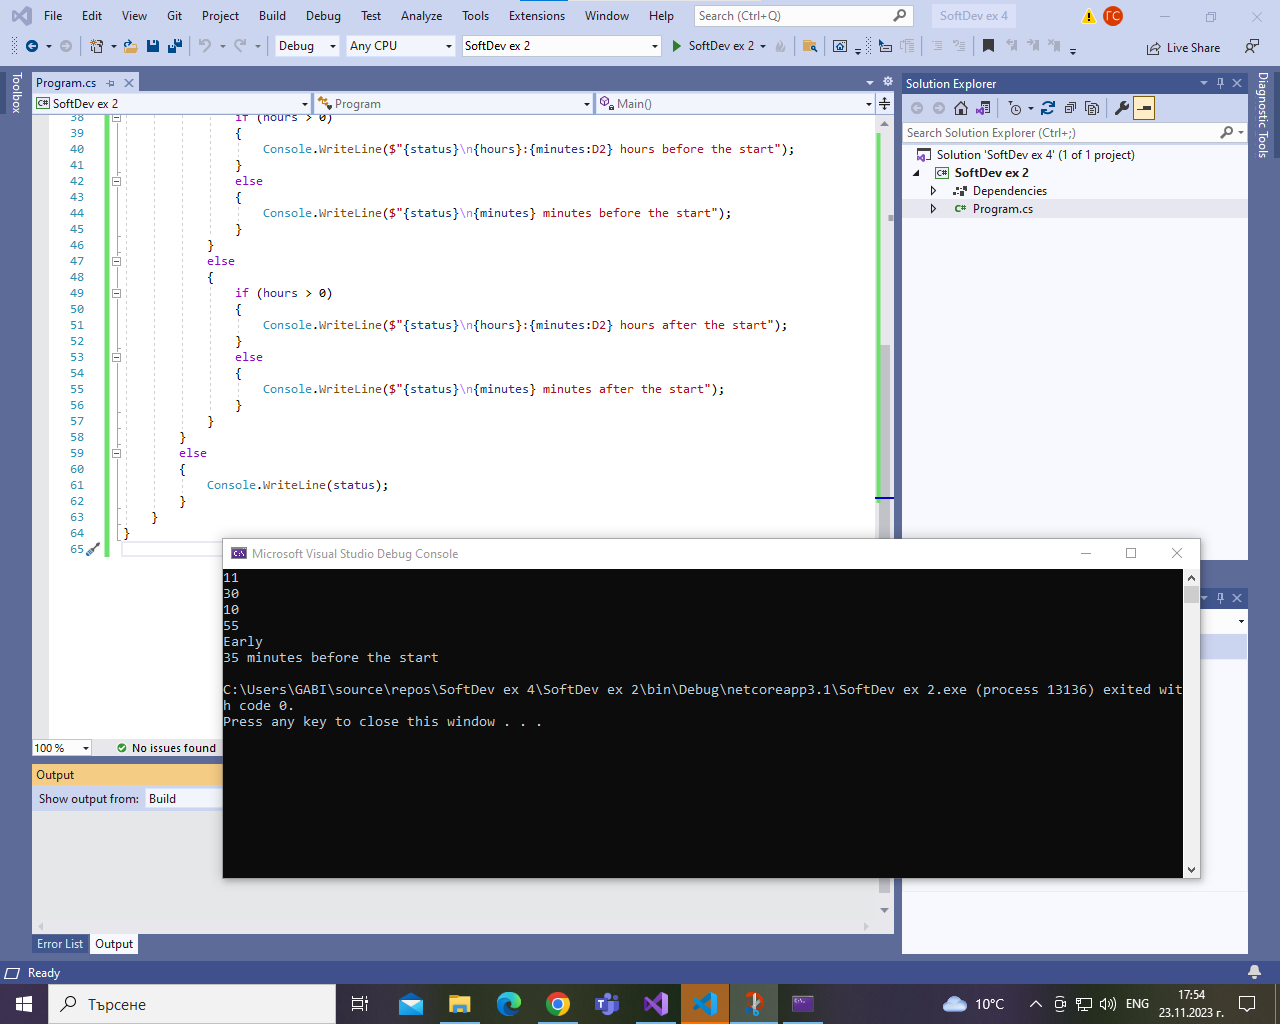 File Edit View Git Project Build Debug Test Analyze Tools Extensions Window Help Search (Ctrl+Q) SoftDev ex 4 ГС
Debug Any CPU SoftDev ex 2 SoftDev ex 2 Live Share
Toolbox
Program.cs
C# SoftDev ex 2 Program Main()
38 if (hours > 0)
39 {
40 Console.WriteLine($"{status}\n{hours}:{minutes:D2} hours before the start");
41 }
42 else
43 {
44 Console.WriteLine($"{status}\n{minutes} minutes before the start");
45 }
46 }
47 else
48 {
49 if (hours > 0)
50 {
51 Console.WriteLine($"{status}\n{hours}:{minutes:D2} hours after the start");
52 }
53 else
54 {
55 Console.WriteLine($"{status}\n{minutes} minutes after the start");
56 }
57 }
58 }
59 else
60 {
61 Console.WriteLine(status);
62 }
63 }
64 }
65
100 % No issues found
Output
Show output from: Build
Error List Output
Solution Explorer
Search Solution Explorer (Ctrl+;)
Solution 'SoftDev ex 4' (1 of 1 project)
C# SoftDev ex 2
Dependencies
C# Program.cs
Diagnostic Tools
Microsoft Visual Studio Debug Console
11
30
10
55
Early
35 minutes before the start
C:\Users\GABI\source\repos\SoftDev ex 4\SoftDev ex 2\bin\Debug\netcoreapp3.1\SoftDev ex 2.exe (process 13136) exited wit
h code 0.
Press any key to close this window . . .
Ready
Търсене
10°C ENG
17:54
23.11.2023 г.